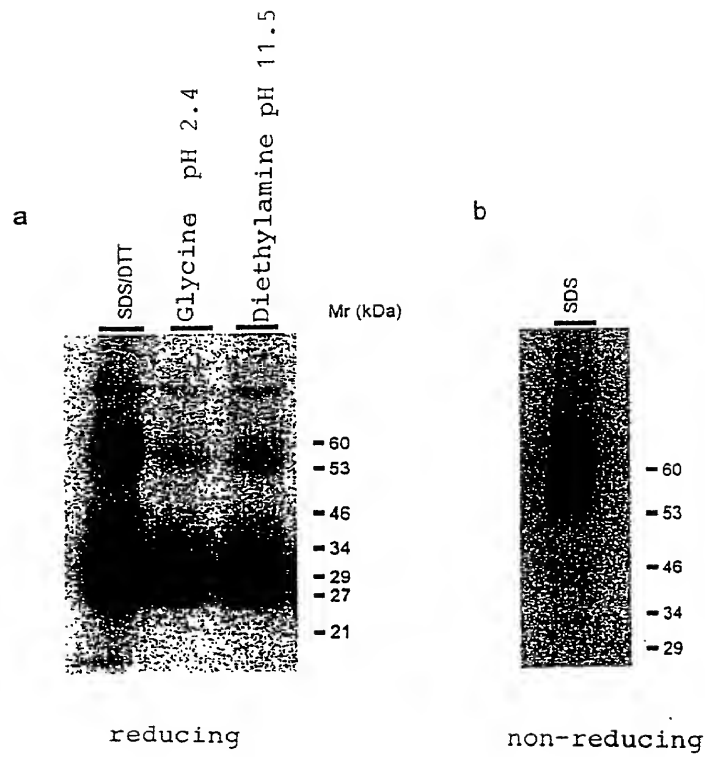 a
SDS/DTT
Glycine pH 2.4
Diethylamine pH 11.5
Mr (kDa)
60
53
46
34
29
27
21
reducing
b
SDS
60
53
46
34
29
non-reducing